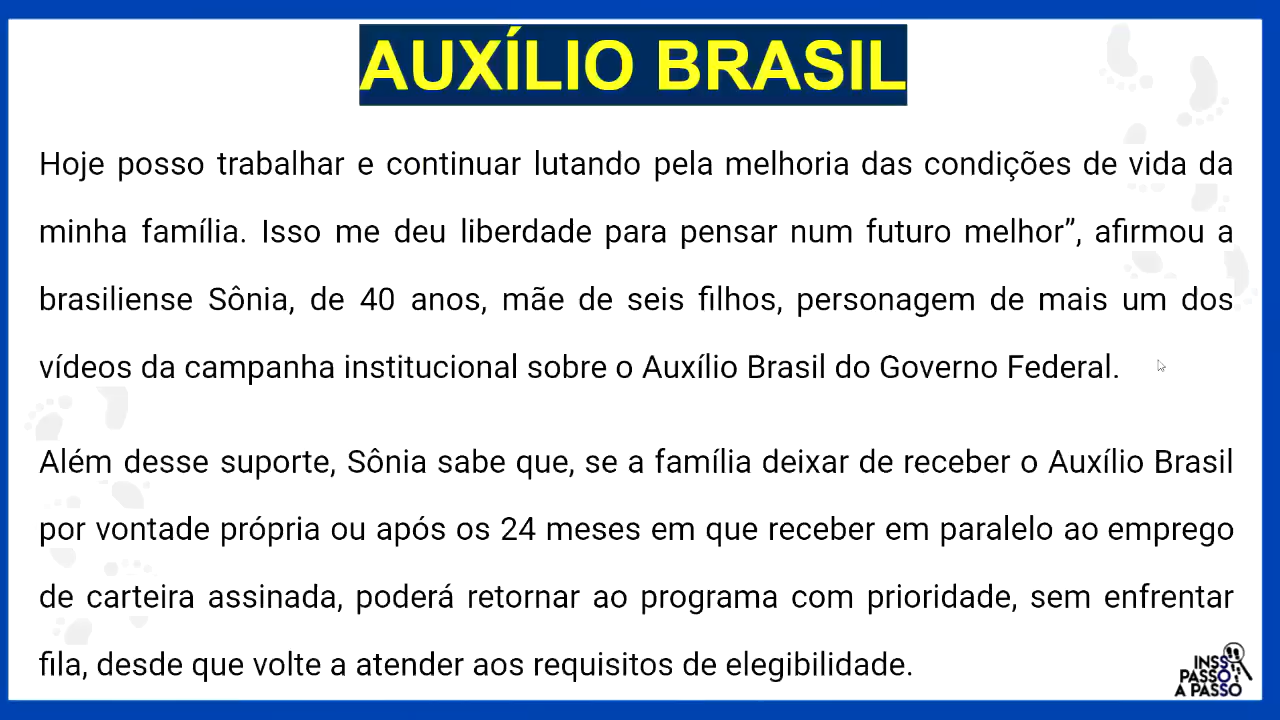 AUXÍLIO BRASIL
Hoje posso trabalhar e continuar lutando pela melhoria das condições de vida da
minha família. Isso me deu liberdade para pensar num futuro melhor”, afirmou a
brasiliense Sônia, de 40 anos, mãe de seis filhos, personagem de mais um dos
vídeos da campanha institucional sobre o Auxílio Brasil do Governo Federal.
Além desse suporte, Sônia sabe que, se a família deixar de receber o Auxílio Brasil
por vontade própria ou após os 24 meses em que receber em paralelo ao emprego
de carteira assinada, poderá retornar ao programa com prioridade, sem enfrentar
fila, desde que volte a atender aos requisitos de elegibilidade.
INSS
PASSO
A PASSO